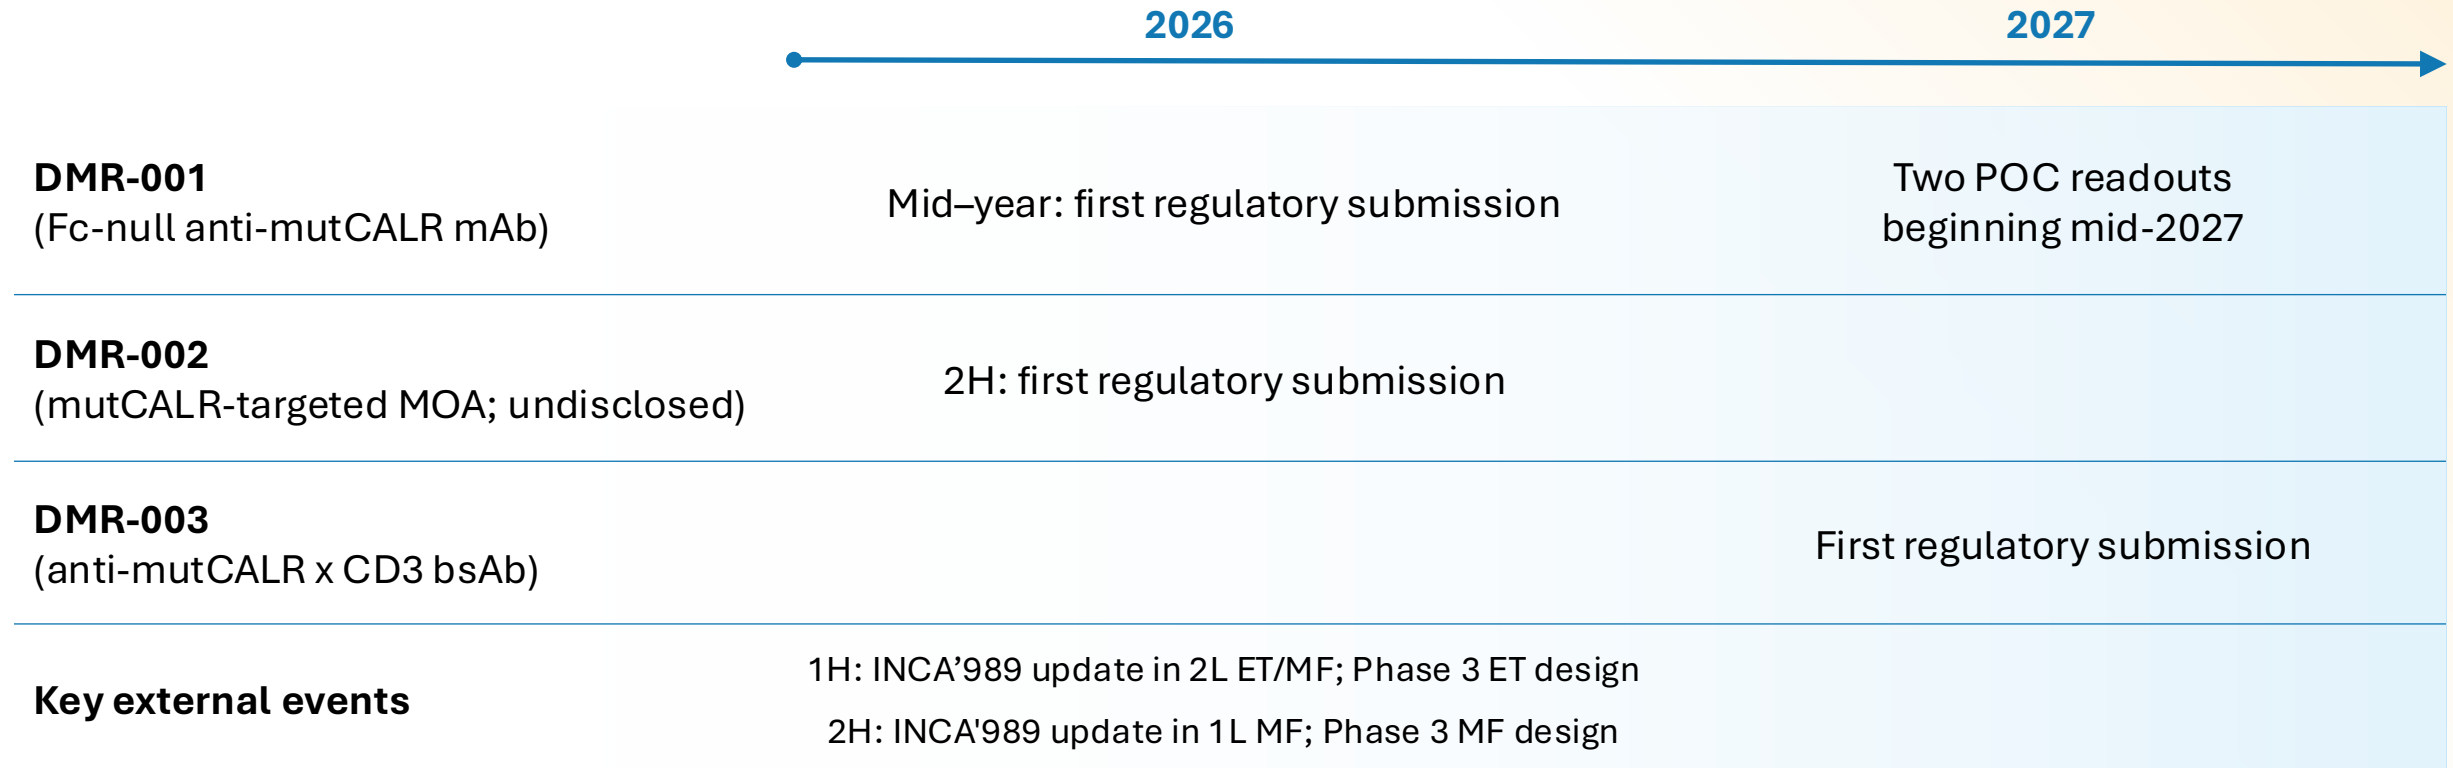 2026
2027
DMR-001
(Fc-null anti-mutCALR mAb)
Mid–year: first regulatory submission
Two POC readouts
beginning mid-2027
DMR-002
(mutCALR-targeted MOA; undisclosed)
2H: first regulatory submission
DMR-003
(anti-mutCALR x CD3 bsAb)
First regulatory submission
Key external events
1H: INCA’989 update in 2L ET/MF; Phase 3 ET design
2H: INCA'989 update in 1L MF; Phase 3 MF design